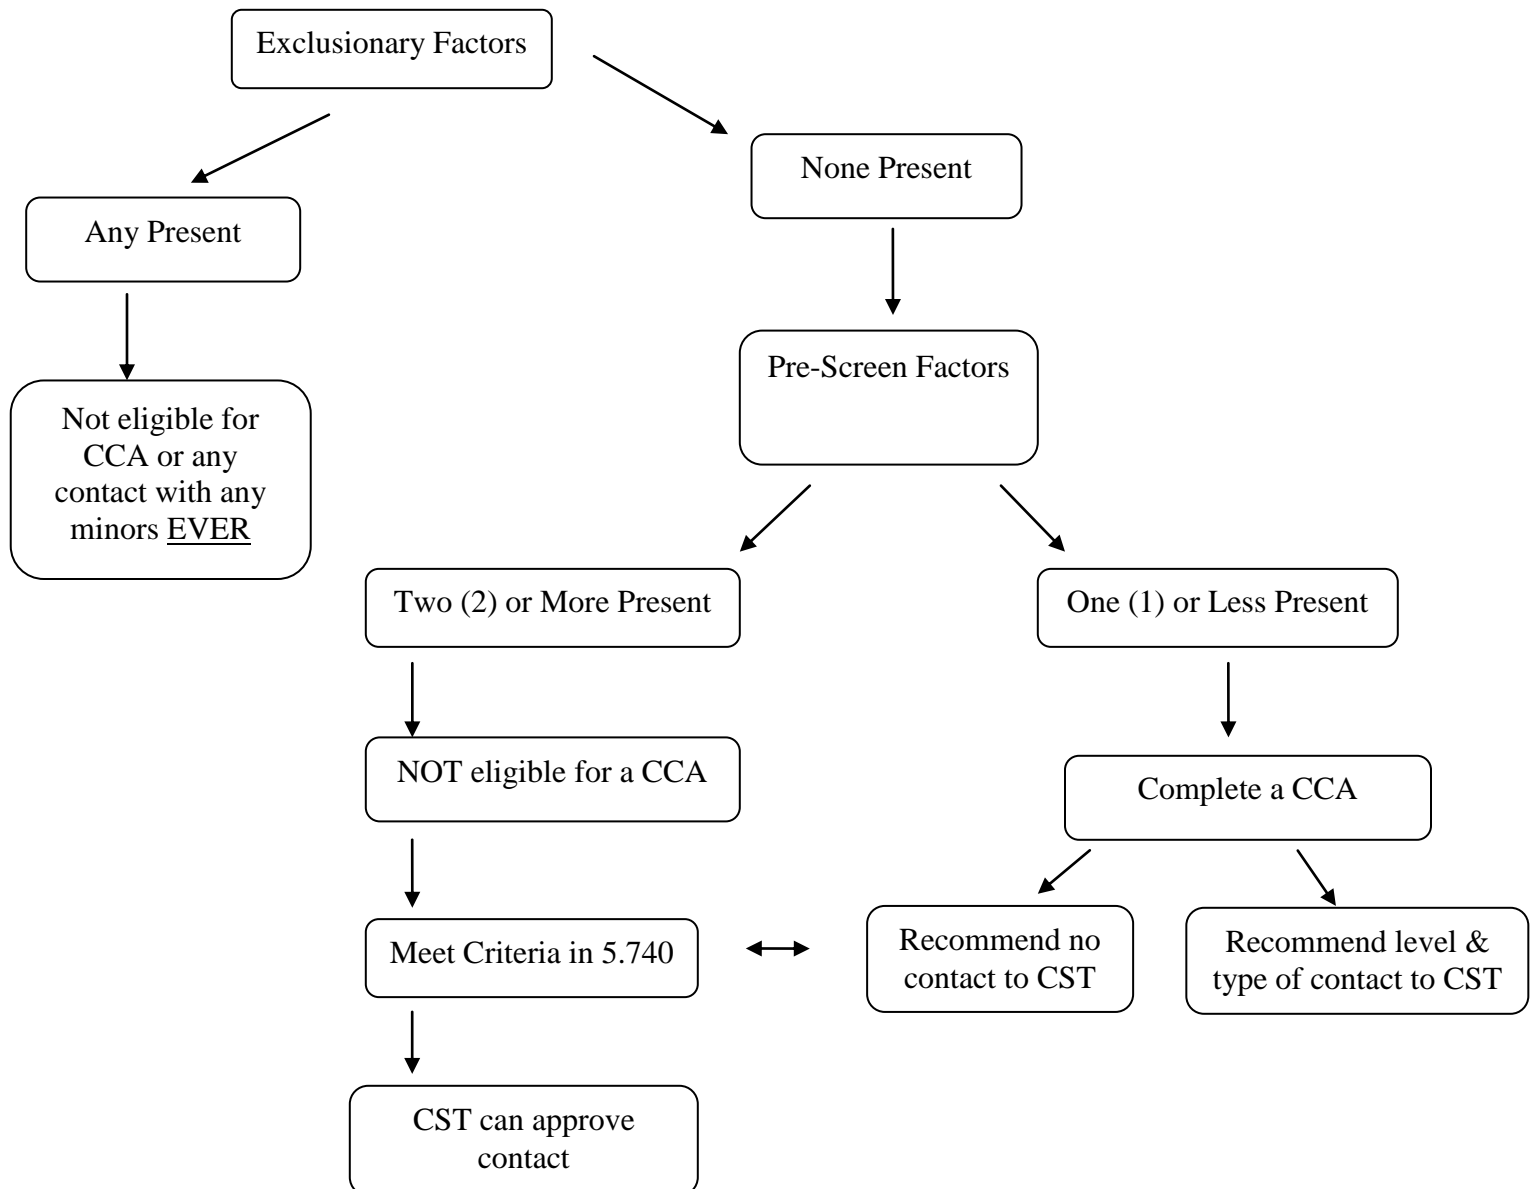 Exclusionary Factors
None Present
Any Present
Pre-Screen Factors
Not eligible for
CCA or any
contact with any
minors EVER
Two (2) or More Present
One (1) or Less Present
NOT eligible for a CCA
Complete a CCA
Meet Criteria in 5.740
Recommend no
contact to CST
Recommend level &
type of contact to CST
CST can approve
contact